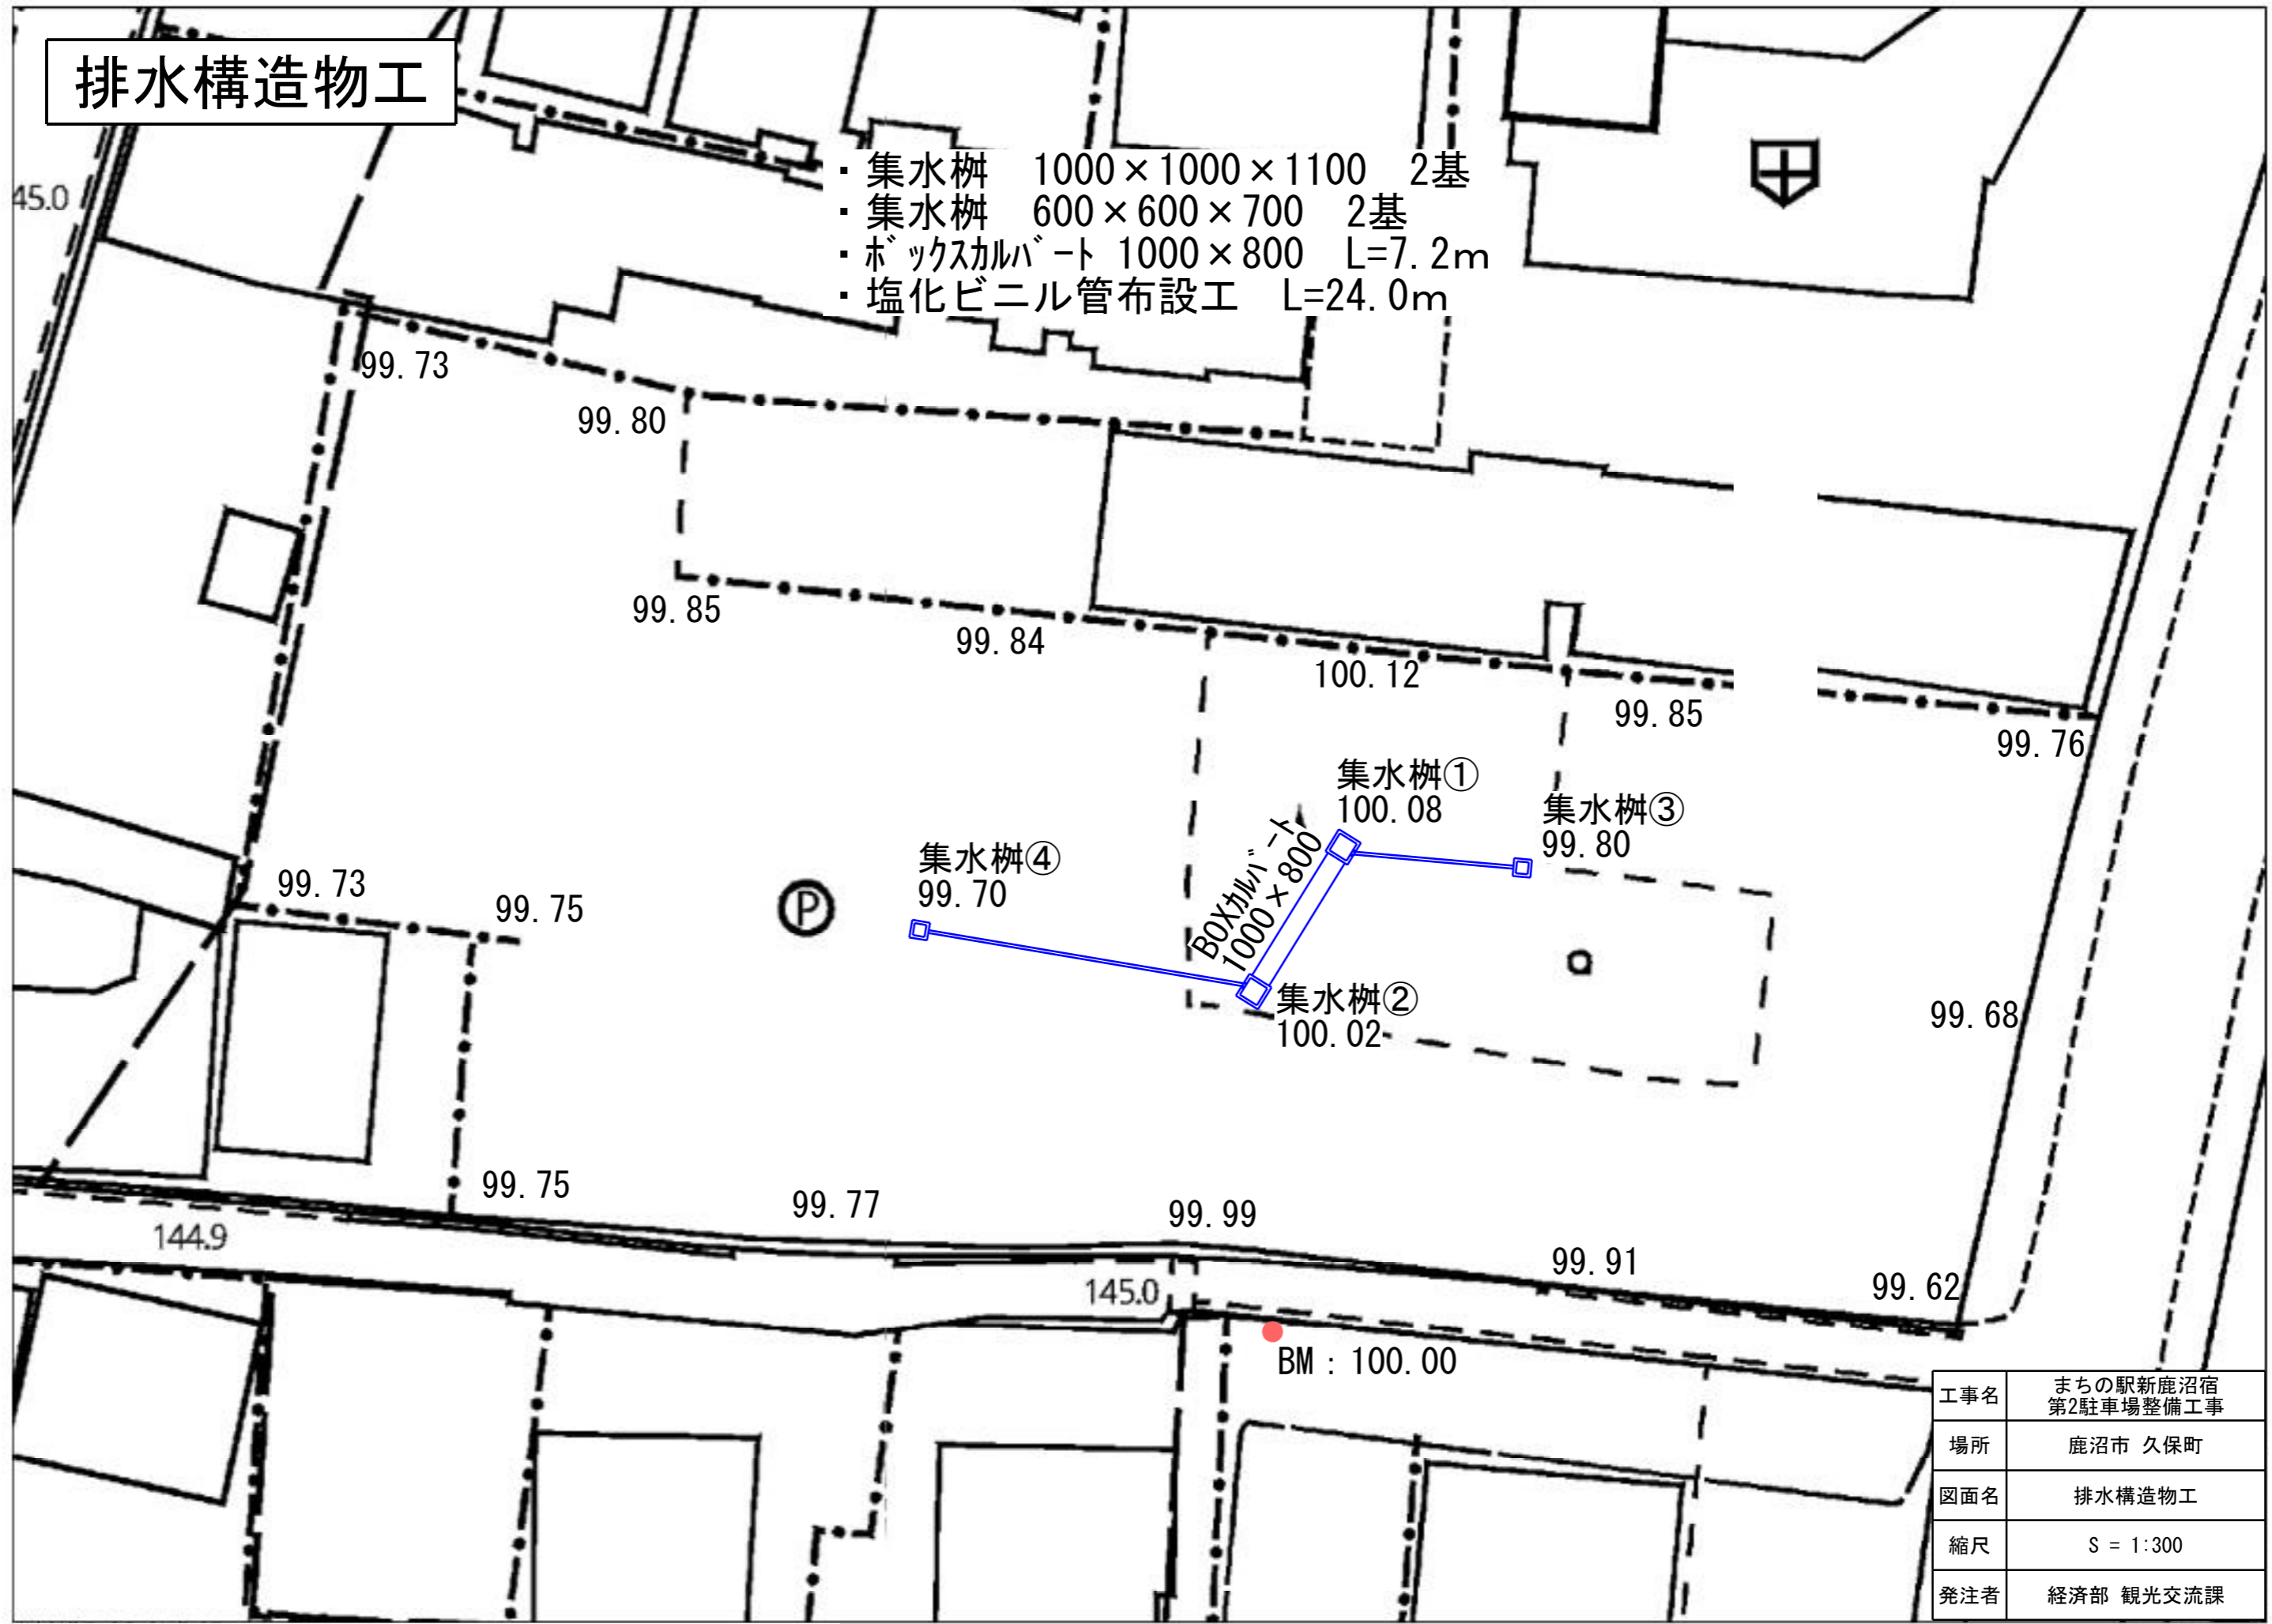 排水構造物工
・集水桝　1000×1000×1100　2基
・集水桝　600×600×700　2基
・ﾎﾞｯｸｽｶﾙﾊﾞｰﾄ 1000×800　L=7.2m
・塩化ビニル管布設工　L=24.0m
45.0
99.73
99.80
99.85
99.84
100.12
99.85
99.76
集水桝①
100.08
集水桝③
99.80
BOXｶﾙﾊﾞｰﾄ
1000×800
集水桝④
99.70
99.73
99.75
P
集水桝②
100.02
99.68
99.75
99.77
99.99
99.91
99.62
144.9
145.0
BM：100.00
工事名 まちの駅新鹿沼宿
第2駐車場整備工事
場所 鹿沼市 久保町
図面名 排水構造物工
縮尺 S = 1:300
発注者 経済部 観光交流課